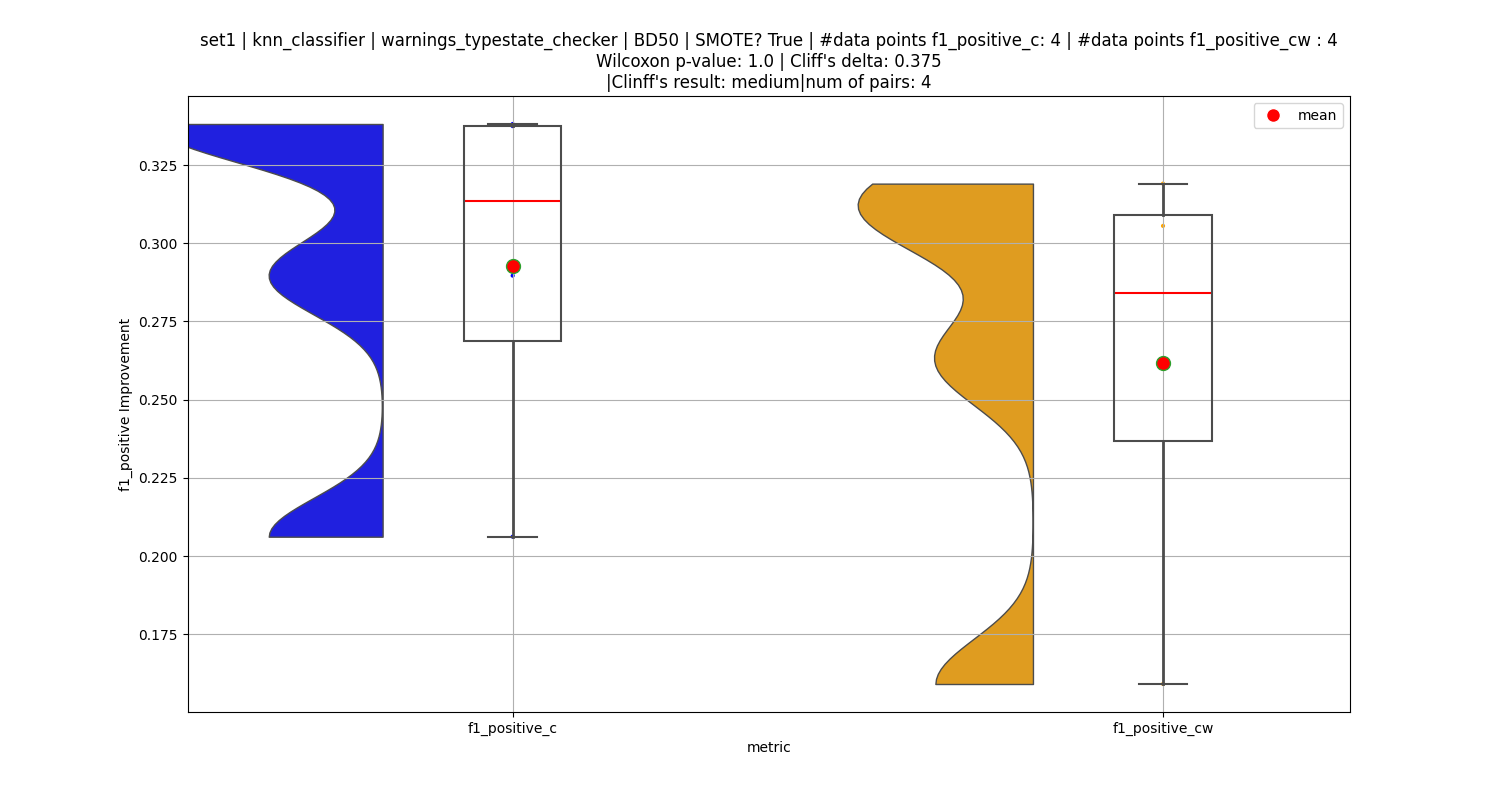 set1 | knn_classifier | warnings_typestate_checker | BD50 | SMOTE? True | #data points f1_positive_c: 4 | #data points f1_positive_cw : 4
Wilcoxon p-value: 1.0 | Cliff's delta: 0.375
|Clinff's result: medium|num of pairs: 4
mean
0.325
0.300
0.275
0.250
0.225
0.200
0.175
f1_positive Improvement
f1_positive_c
f1_positive_cw
metric